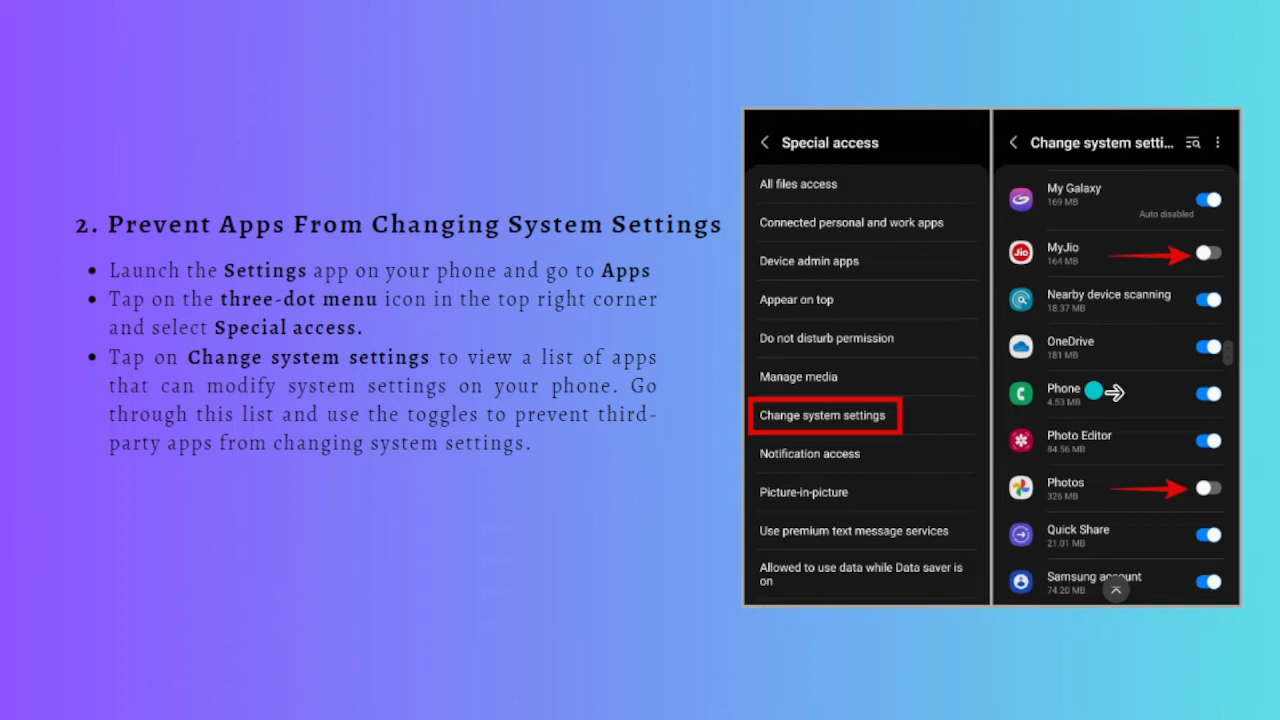 2. Prevent Apps From Changing System Settings
Launch the Settings app on your phone and go to Apps
Tap on the three-dot menu icon in the top right corner
and select Special access.
Tap on Change system settings to view a list of apps
that can modify system settings on your phone. Go
through this list and use the toggles to prevent third-
party apps from changing system settings.
Special access
All files access
Connected personal and work apps
Device admin apps
Appear on top
Do not disturb permission
Manage media
Change system settings
Notification access
Picture-in-picture
Use premium text message services
Allowed to use data while Data saver is
on
Change system setti...
My Galaxy
169 MB
Auto disabled
Jio
MyJio
164 MB
Nearby device scanning
18.37 MB
OneDrive
181 MB
Phone
4.53 MB
Photo Editor
84.56 MB
Photos
326 MB
Quick Share
21.01 MB
Samsung account
74.20 MB